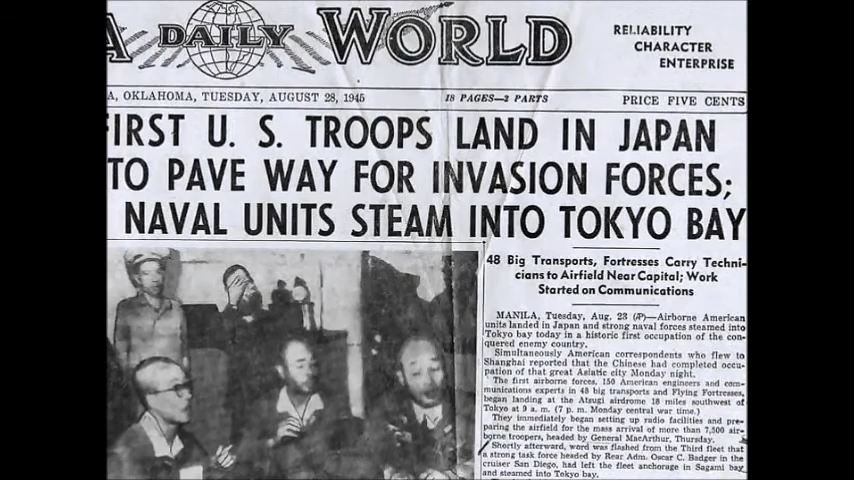 A DAILY WORLD
RELIABILITY
CHARACTER
ENTERPRISE
A, OKLAHOMA, TUESDAY, AUGUST 28, 1945
18 PAGES—3 PARTS
PRICE FIVE CENTS
FIRST U. S. TROOPS LAND IN JAPAN
TO PAVE WAY FOR INVASION FORCES;
NAVAL UNITS STEAM INTO TOKYO BAY
48 Big Transports, Fortresses Carry Techni-
cians to Airfield Near Capital; Work
Started on Communications
MANILA, Tuesday, Aug. 23 (AP)—Airborne American
units landed in Japan and strong naval forces steamed into
Tokyo bay today in a historic first occupation of the con-
quered enemy country.
Simultaneously American correspondents who flew to
Shanghai reported that the Chinese had completed occu-
pation of that great Asiatic city Monday night.
The first airborne forces, 150 American engineers and com-
munications experts in 48 big transports and Flying Fortresses,
began landing at the Atsugi airdrome 18 miles southwest of
Tokyo at 9 a. m. (7 p. m. Monday central war time.)
They immediately began setting up radio facilities and pre-
paring the airfield for the mass arrival of more than 7,500 air-
borne troopers, headed by General MacArthur, Thursday.
Shortly afterward, word was flashed from the Third fleet that
a strong task force headed by Rear Adm. Oscar C. Badger in the
cruiser San Diego, had left the fleet anchorage in Sagami bay
and steamed into Tokyo bay.